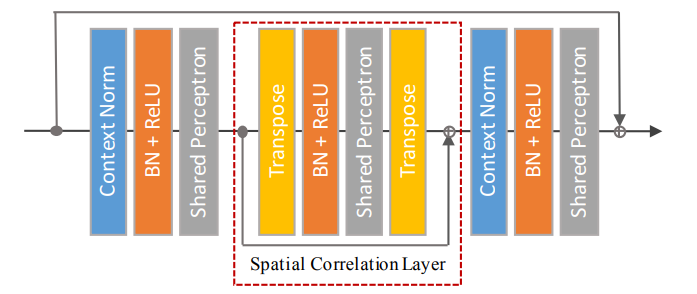 Context Norm
BN + ReLU
Shared Perceptron
Transpose
BN + ReLU
Shared Perceptron
Transpose
Context Norm
BN + ReLU
Shared Perceptron
Spatial Correlation Layer